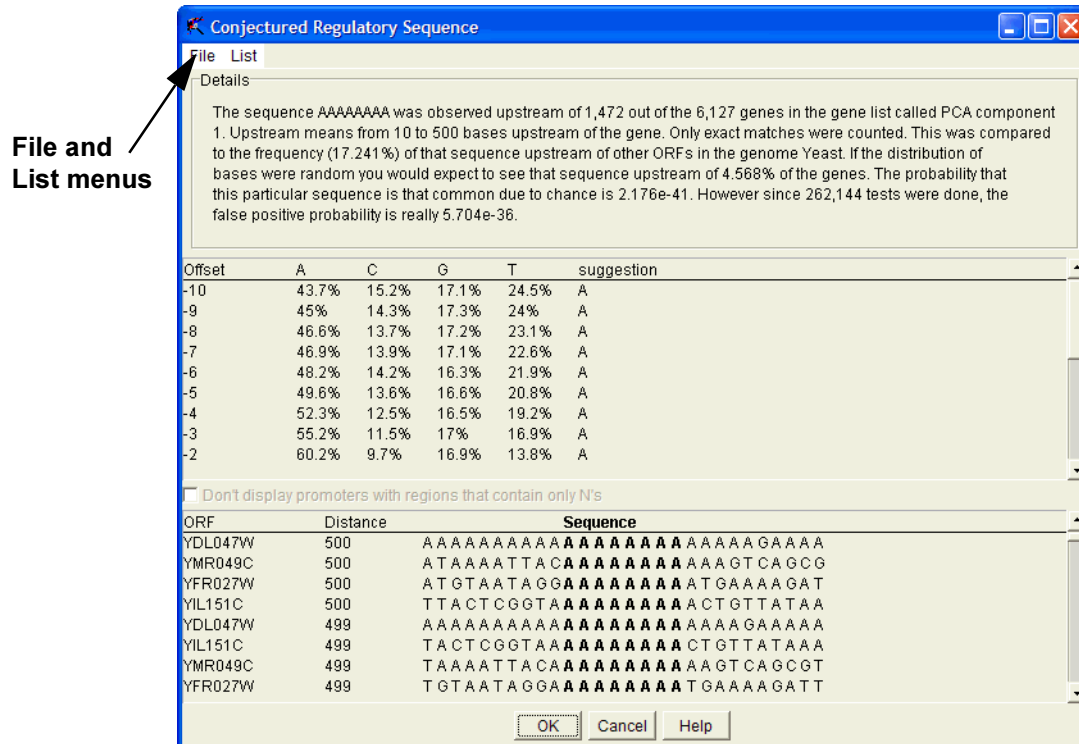 Conjectured Regulatory Sequence
File List
File and
List menus
Details
The sequence AAAAAAAA was observed upstream of 1,472 out of the 6,127 genes in the gene list called PCA component
1. Upstream means from 10 to 500 bases upstream of the gene. Only exact matches were counted. This was compared
to the frequency (17.241%) of that sequence upstream of other ORFs in the genome Yeast. If the distribution of
bases were random you would expect to see that sequence upstream of 4.568% of the genes. The probability that
this particular sequence is that common due to chance is 2.176e-41. However since 262,144 tests were done, the
false positive probability is really 5.704e-36.
Offset A C G T suggestion
-10 43.7% 15.2% 17.1% 24.5% A
-9 45% 14.3% 17.3% 24% A
-8 46.6% 13.7% 17.2% 23.1% A
-7 46.9% 13.9% 17.1% 22.6% A
-6 48.2% 14.2% 16.3% 21.9% A
-5 49.6% 13.6% 16.6% 20.8% A
-4 52.3% 12.5% 16.5% 19.2% A
-3 55.2% 11.5% 17% 16.9% A
-2 60.2% 9.7% 16.9% 13.8% A
Don't display promoters with regions that contain only N's
ORF Distance Sequence
YDL047W 500 A A A A A A A A A A A A A A A A A A A A A A A G A A A A
YMR049C 500 A T A A A A T T A C A A A A A A A A A A A G T C A G C G
YFR027W 500 A T G T A A T A G G A A A A A A A A A T G A A A A G A T
YIL151C 500 T T A C T C G G T A A A A A A A A A A C T G T T A T A A
YDL047W 499 A A A A A A A A A A A A A A A A A A A A A A G A A A A A
YIL151C 499 T A C T C G G T A A A A A A A A A A C T G T T A T A A A
YMR049C 499 T A A A A T T A C A A A A A A A A A A A G T C A G C G T
YFR027W 499 T G T A A T A G G A A A A A A A A A T G A A A A G A T T
OK Cancel Help